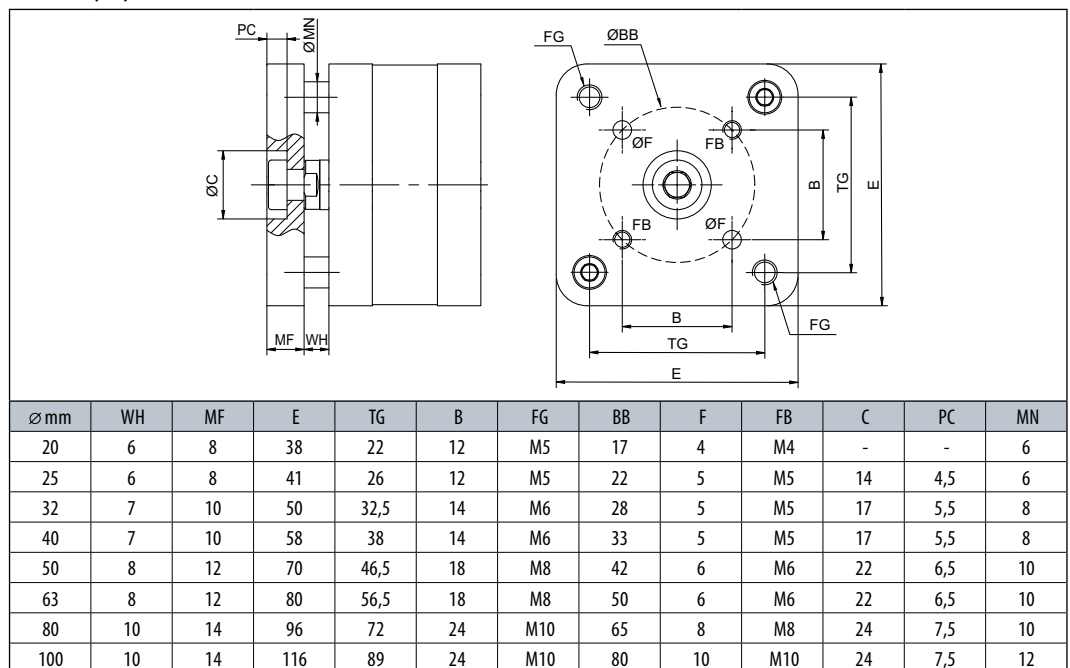 PC
ØMN
ØC
MF WH
FG ØBB
ØF FB
B TG E
FB ØF
B
FG
TG
E
⌀ mm WH MF E TG B FG BB F FB C PC MN
20 6 8 38 22 12 M5 17 4 M4 - - 6
25 6 8 41 26 12 M5 22 5 M5 14 4,5 6
32 7 10 50 32,5 14 M6 28 5 M5 17 5,5 8
40 7 10 58 38 14 M6 33 5 M5 17 5,5 8
50 8 12 70 46,5 18 M8 42 6 M6 22 6,5 10
63 8 12 80 56,5 18 M8 50 6 M6 22 6,5 10
80 10 14 96 72 24 M10 65 8 M8 24 7,5 10
100 10 14 116 89 24 M10 80 10 M10 24 7,5 12